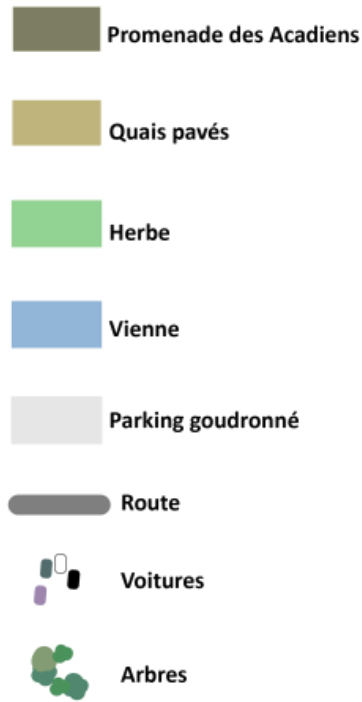 Promenade des Acadiens
Quais pavés
Herbe
Vienne
Parking goudronné
Route
Voitures
Arbres